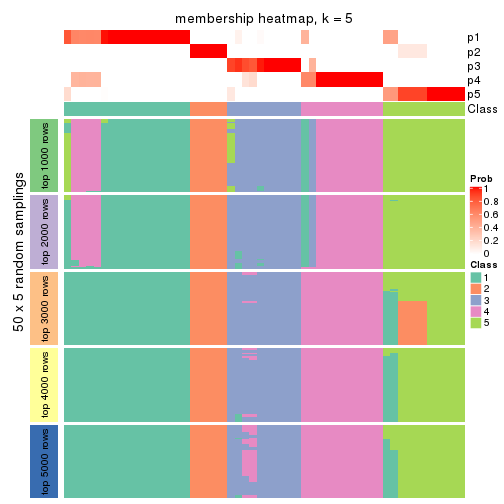 membership heatmap, k = 5
p1
p2
p3
p4
p5
Class
50 x 5 random samplings
top 1000 rows
top 2000 rows
top 3000 rows
top 4000 rows
top 5000 rows
Prob
1
0.8
0.6
0.4
0.2
0
Class
1
2
3
4
5